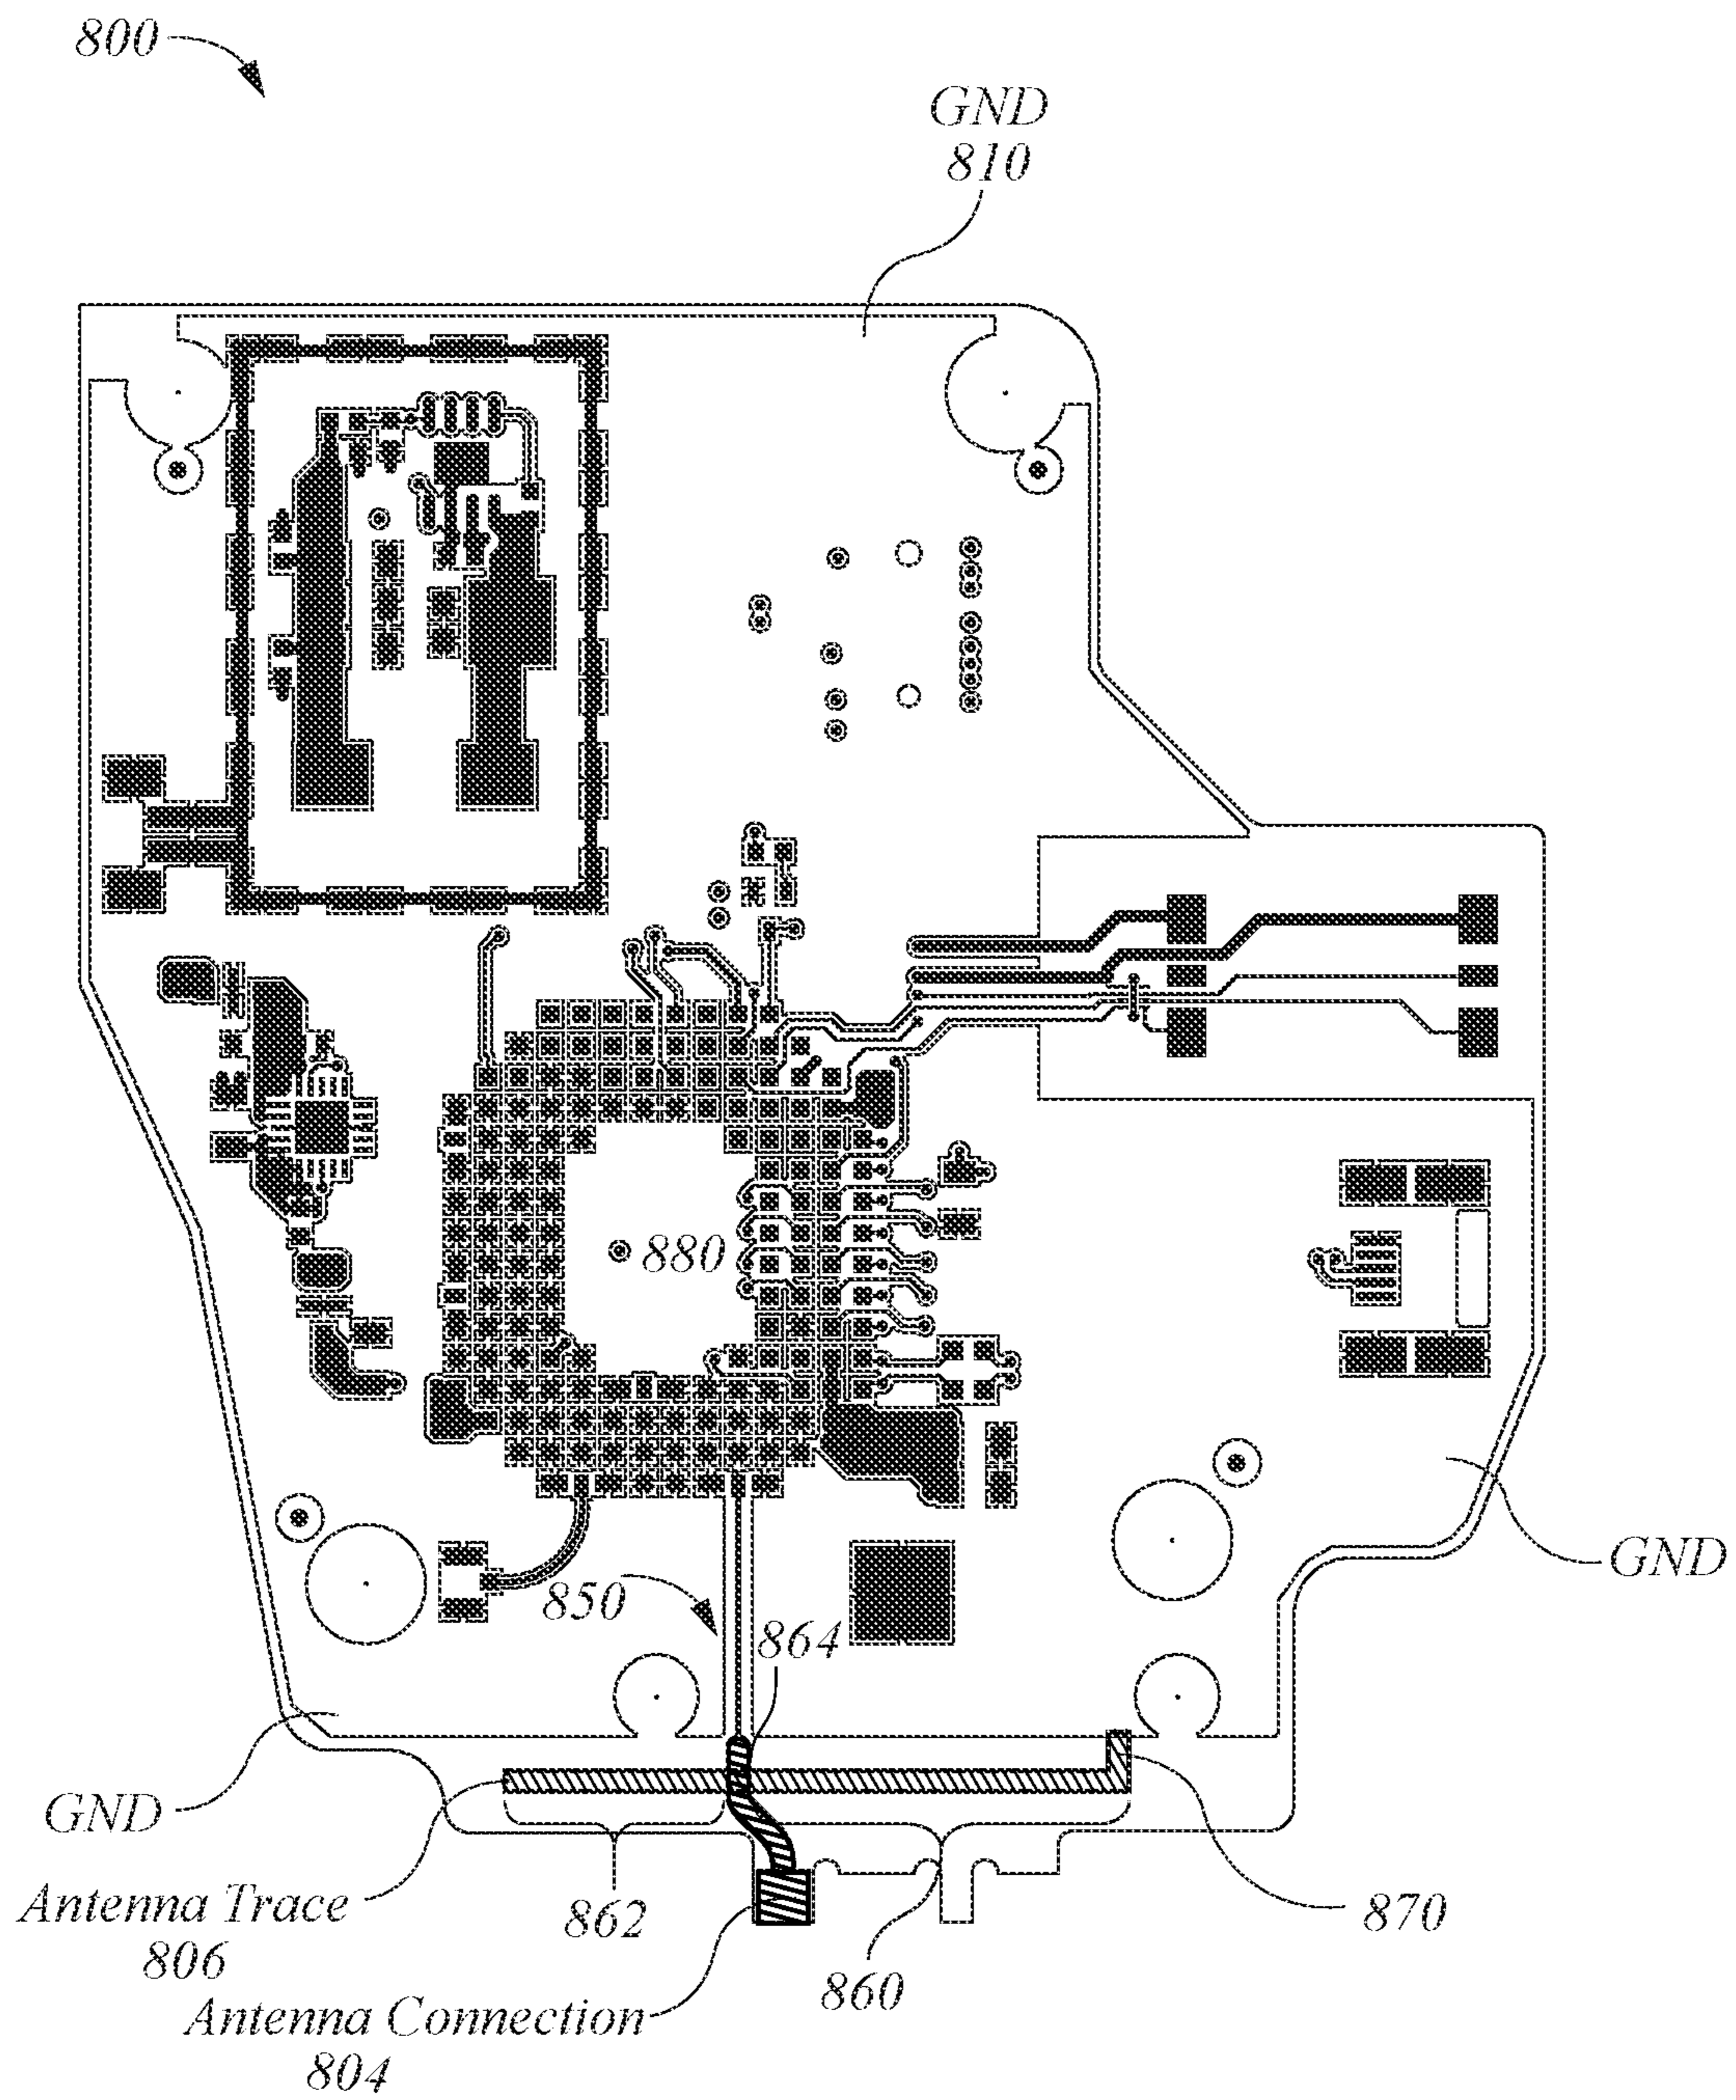 800
GND
810
880
GND
850
864
GND
Antenna Trace
806
862
870
860
Antenna Connection
804